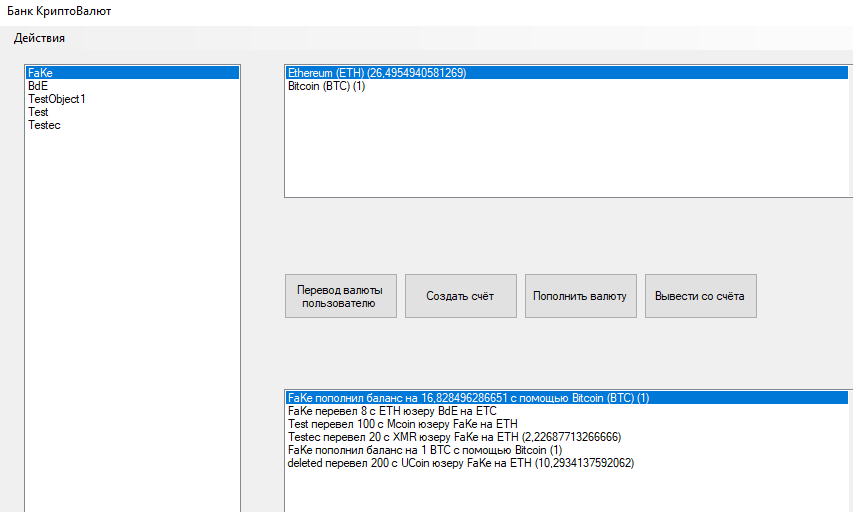 Банк КриптоВалют
Действия
FaKe
BdE
TestObject1
Test
Testec
Ethereum (ETH) (26,4954940581269)
Bitcoin (BTC) (1)
Перевод валюты
пользователю
Создать счёт
Пополнить валюту
Вывести со счёта
FaKe пополнил баланс на 16,828496286651 с помощью Bitcoin (BTC) (1)
FaKe перевел 8 с ETH юзеру BdE на ETC
Test перевел 100 с Mcoin юзеру FaKe на ETH
Testec перевел 20 с XMR юзеру FaKe на ETH (2,22687713266666)
FaKe пополнил баланс на 1 BTC с помощью Bitcoin (1)
deleted перевел 200 с UCoin юзеру FaKe на ETH (10,2934137592062)